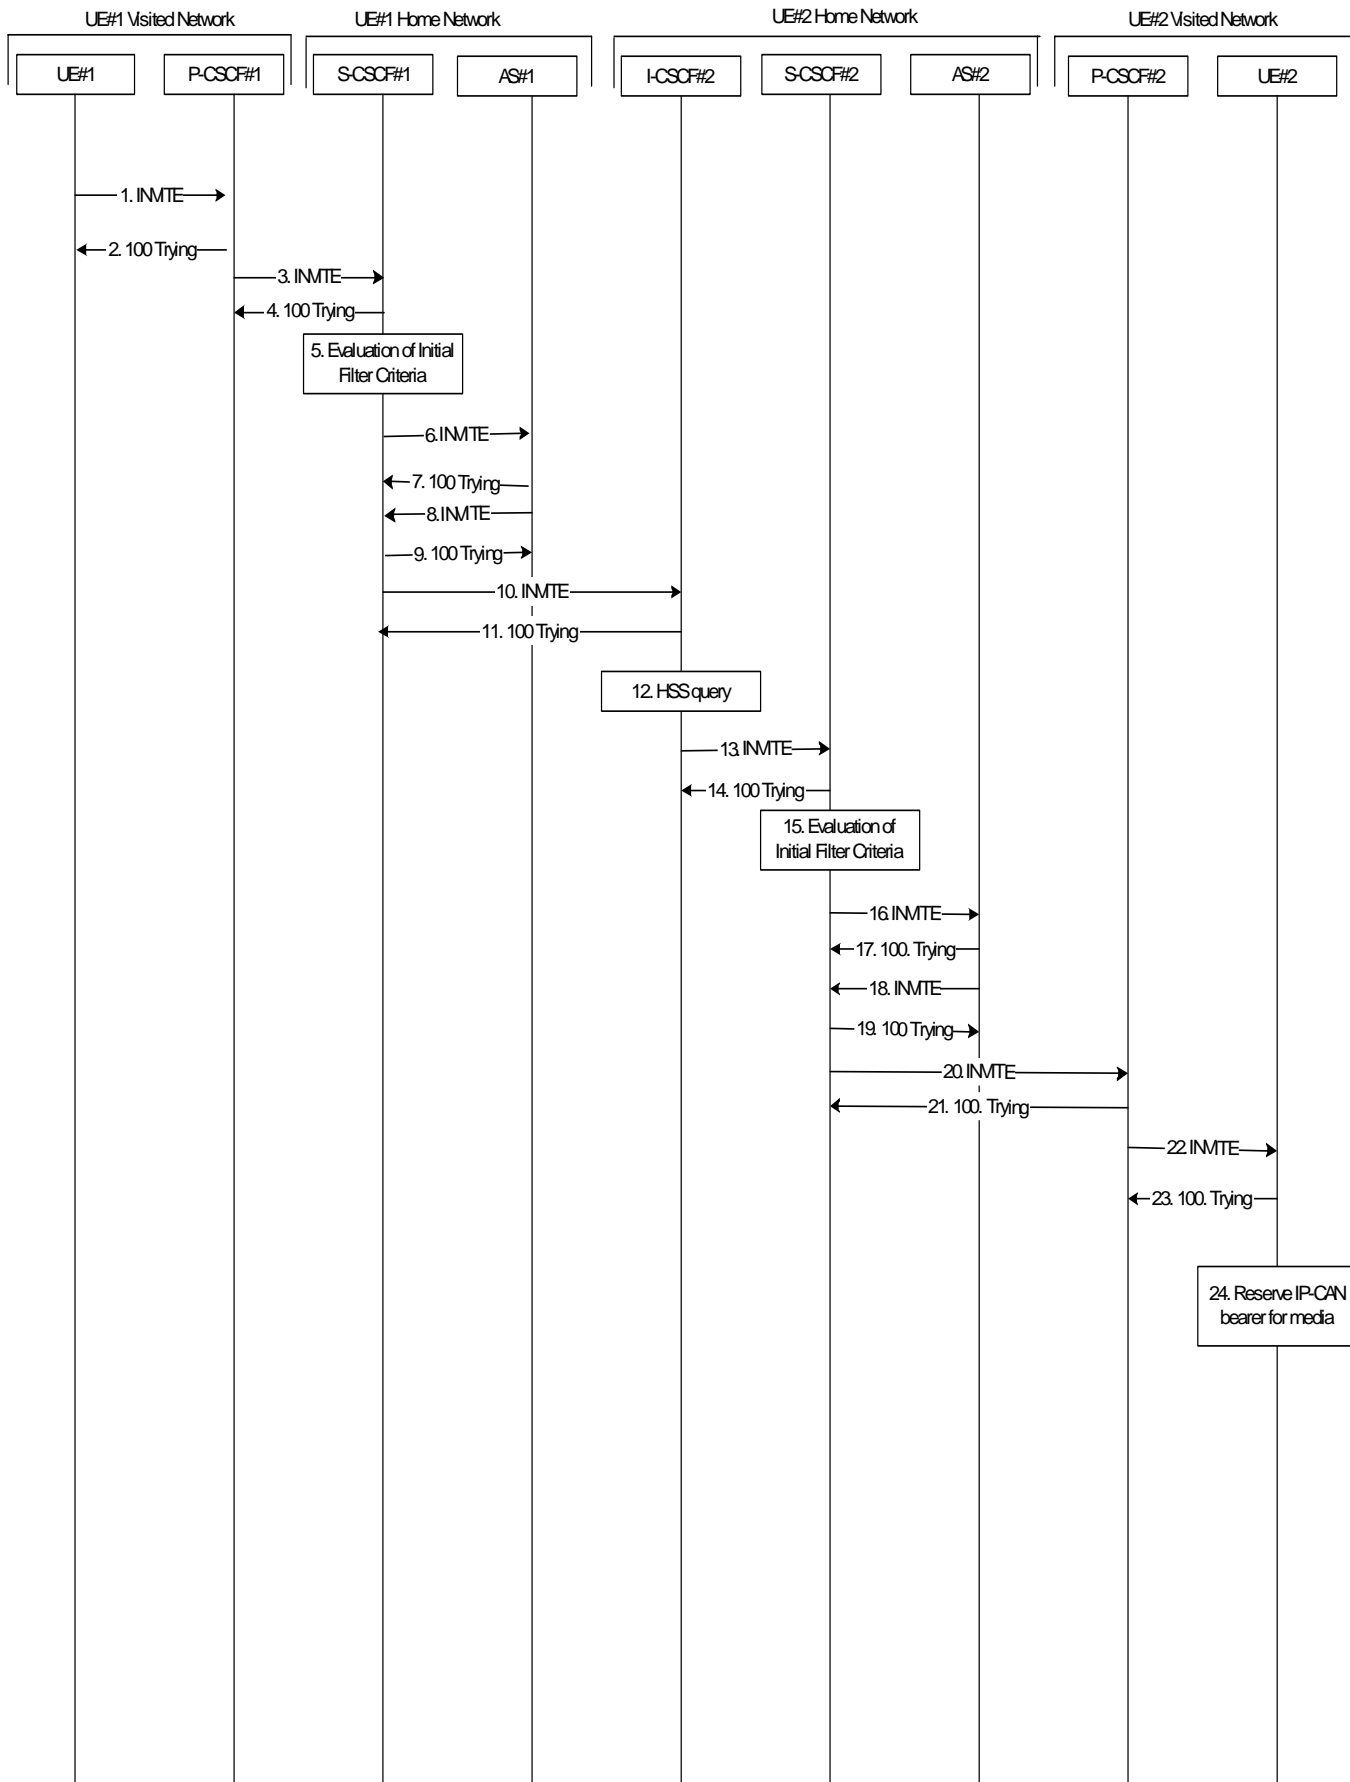 UE#1 Visited Network
UE#1 Home Network
UE#2 Home Network
UE#2 Visited Network
UE#1
P-CSCF#1
S-CSCF#1
AS#1
I-CSCF#2
S-CSCF#2
AS#2
P-CSCF#2
UE#2
1. INVITE
2. 100 Trying
3. INVITE
4. 100 Trying
5. Evaluation of Initial
Filter Criteria
6. INVITE
7. 100 Trying
8. INVITE
9. 100 Trying
10. INVITE
11. 100 Trying
12. HSS query
13. INVITE
14. 100 Trying
15. Evaluation of
Initial Filter Criteria
16. INVITE
17. 100. Trying
18. INVITE
19. 100 Trying
20. INVITE
21. 100. Trying
22. INVITE
23. 100. Trying
24. Reserve IP-CAN
bearer for media